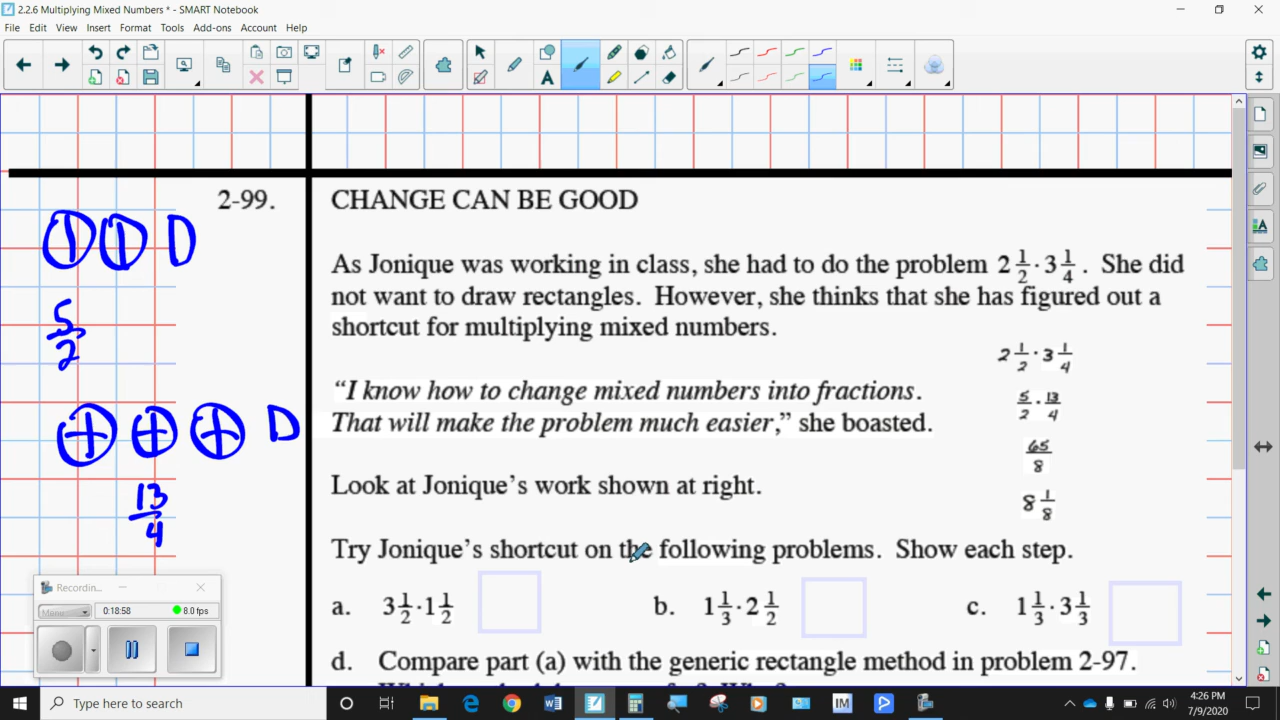 2.2.6 Multiplying Mixed Numbers * - SMART Notebook
File Edit View Insert Format Tools Add-ons Account Help
2-99. CHANGE CAN BE GOOD
As Jonique was working in class, she had to do the problem 2 1/2 · 3 1/4. She did
not want to draw rectangles. However, she thinks that she has figured out a
shortcut for multiplying mixed numbers.
5/2
2 1/2 · 3 1/4
“I know how to change mixed numbers into fractions.
That will make the problem much easier,” she boasted.
5/2 · 13/4
65/8
8 1/8
13/4
Look at Jonique’s work shown at right.
Try Jonique’s shortcut on the following problems. Show each step.
a. 3 1/2 · 1 1/2 b. 1 1/3 · 2 1/2 c. 1 1/3 · 3 1/3
d. Compare part (a) with the generic rectangle method in problem 2-97.
Recordin...
Menu
0:18:58 8.0 fps
Type here to search
4:26 PM
7/9/2020